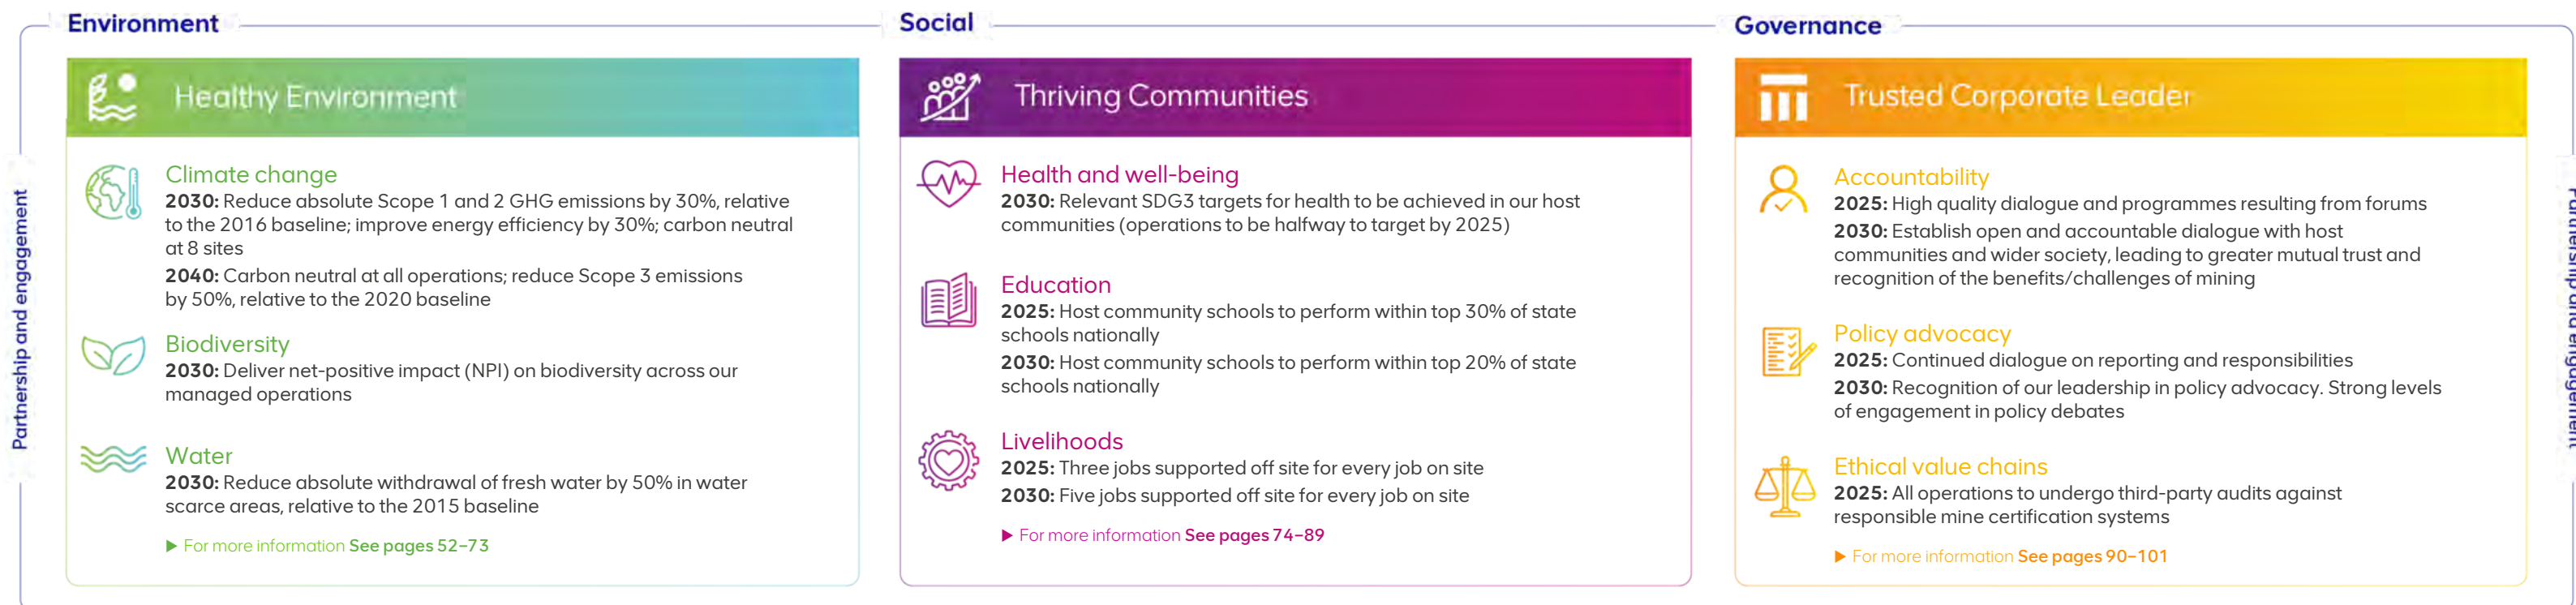 Partnership and engagement
Environment
Healthy Environment
Climate change
2030: Reduce absolute Scope 1 and 2 GHG emissions by 30%, relative
to the 2016 baseline; improve energy efficiency by 30%; carbon neutral
at 8 sites
2040: Carbon neutral at all operations; reduce Scope 3 emissions
by 50%, relative to the 2020 baseline
Biodiversity
2030: Deliver net-positive impact (NPI) on biodiversity across our
managed operations
Water
2030: Reduce absolute withdrawal of fresh water by 50% in water
scarce areas, relative to the 2015 baseline
▶ For more information See pages 52–73
Social
Thriving Communities
Health and well-being
2030: Relevant SDG3 targets for health to be achieved in our host
communities (operations to be halfway to target by 2025)
Education
2025: Host community schools to perform within top 30% of state
schools nationally
2030: Host community schools to perform within top 20% of state
schools nationally
Livelihoods
2025: Three jobs supported off site for every job on site
2030: Five jobs supported off site for every job on site
▶ For more information See pages 74–89
Governance
Trusted Corporate Leader
Accountability
2025: High quality dialogue and programmes resulting from forums
2030: Establish open and accountable dialogue with host
communities and wider society, leading to greater mutual trust and
recognition of the benefits/challenges of mining
Policy advocacy
2025: Continued dialogue on reporting and responsibilities
2030: Recognition of our leadership in policy advocacy. Strong levels
of engagement in policy debates
Ethical value chains
2025: All operations to undergo third-party audits against
responsible mine certification systems
▶ For more information See pages 90–101
Partnership and engagement